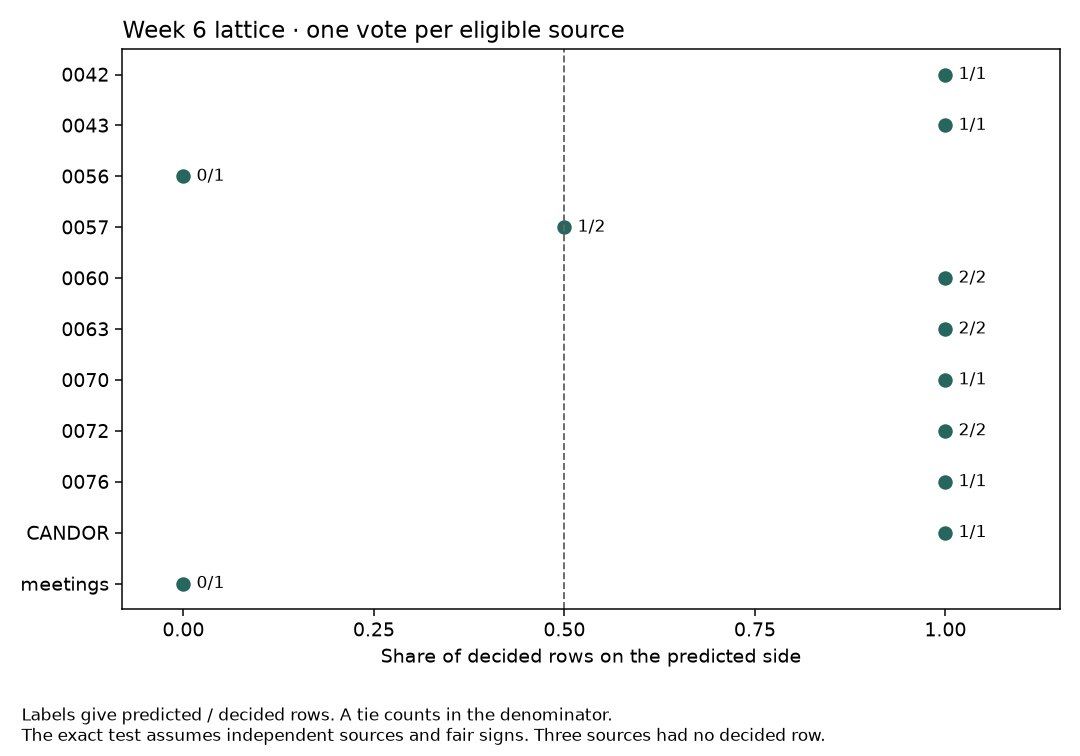 Week 6 lattice · one vote per eligible source
0042 1/1
0043 1/1
0056 0/1
0057 1/2
0060 2/2
0063 2/2
0070 1/1
0072 2/2
0076 1/1
CANDOR 1/1
meetings 0/1
0.00 0.25 0.50 0.75 1.00
Share of decided rows on the predicted side
Labels give predicted / decided rows. A tie counts in the denominator.
The exact test assumes independent sources and fair signs. Three sources had no decided row.